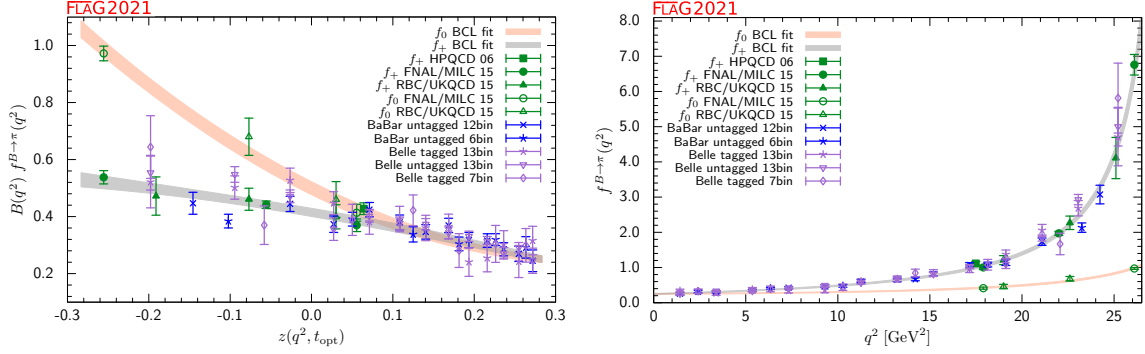 FLAG2021
f₀ BCL fit
f₊ BCL fit
f₊ HPQCD 06
f₊ FNAL/MILC 15
f₊ RBC/UKQCD 15
f₀ FNAL/MILC 15
f₀ RBC/UKQCD 15
BaBar untagged 12bin
BaBar untagged 6bin
Belle tagged 13bin
Belle untagged 13bin
Belle tagged 7bin
B(q²) f^{B→π}(q²)
1.0
0.8
0.6
0.4
0.2
-0.3 -0.2 -0.1 0.0 0.1 0.2 0.3
z(q², t_opt)
FLAG2021
f₀ BCL fit
f₊ BCL fit
f₊ HPQCD 06
f₊ FNAL/MILC 15
f₊ RBC/UKQCD 15
f₀ FNAL/MILC 15
f₀ RBC/UKQCD 15
BaBar untagged 12bin
BaBar untagged 6bin
Belle tagged 13bin
Belle untagged 13bin
Belle tagged 7bin
f^{B→π}(q²)
8.0
7.0
6.0
5.0
4.0
3.0
2.0
1.0
0.0
0 5 10 15 20 25
q² [GeV²]